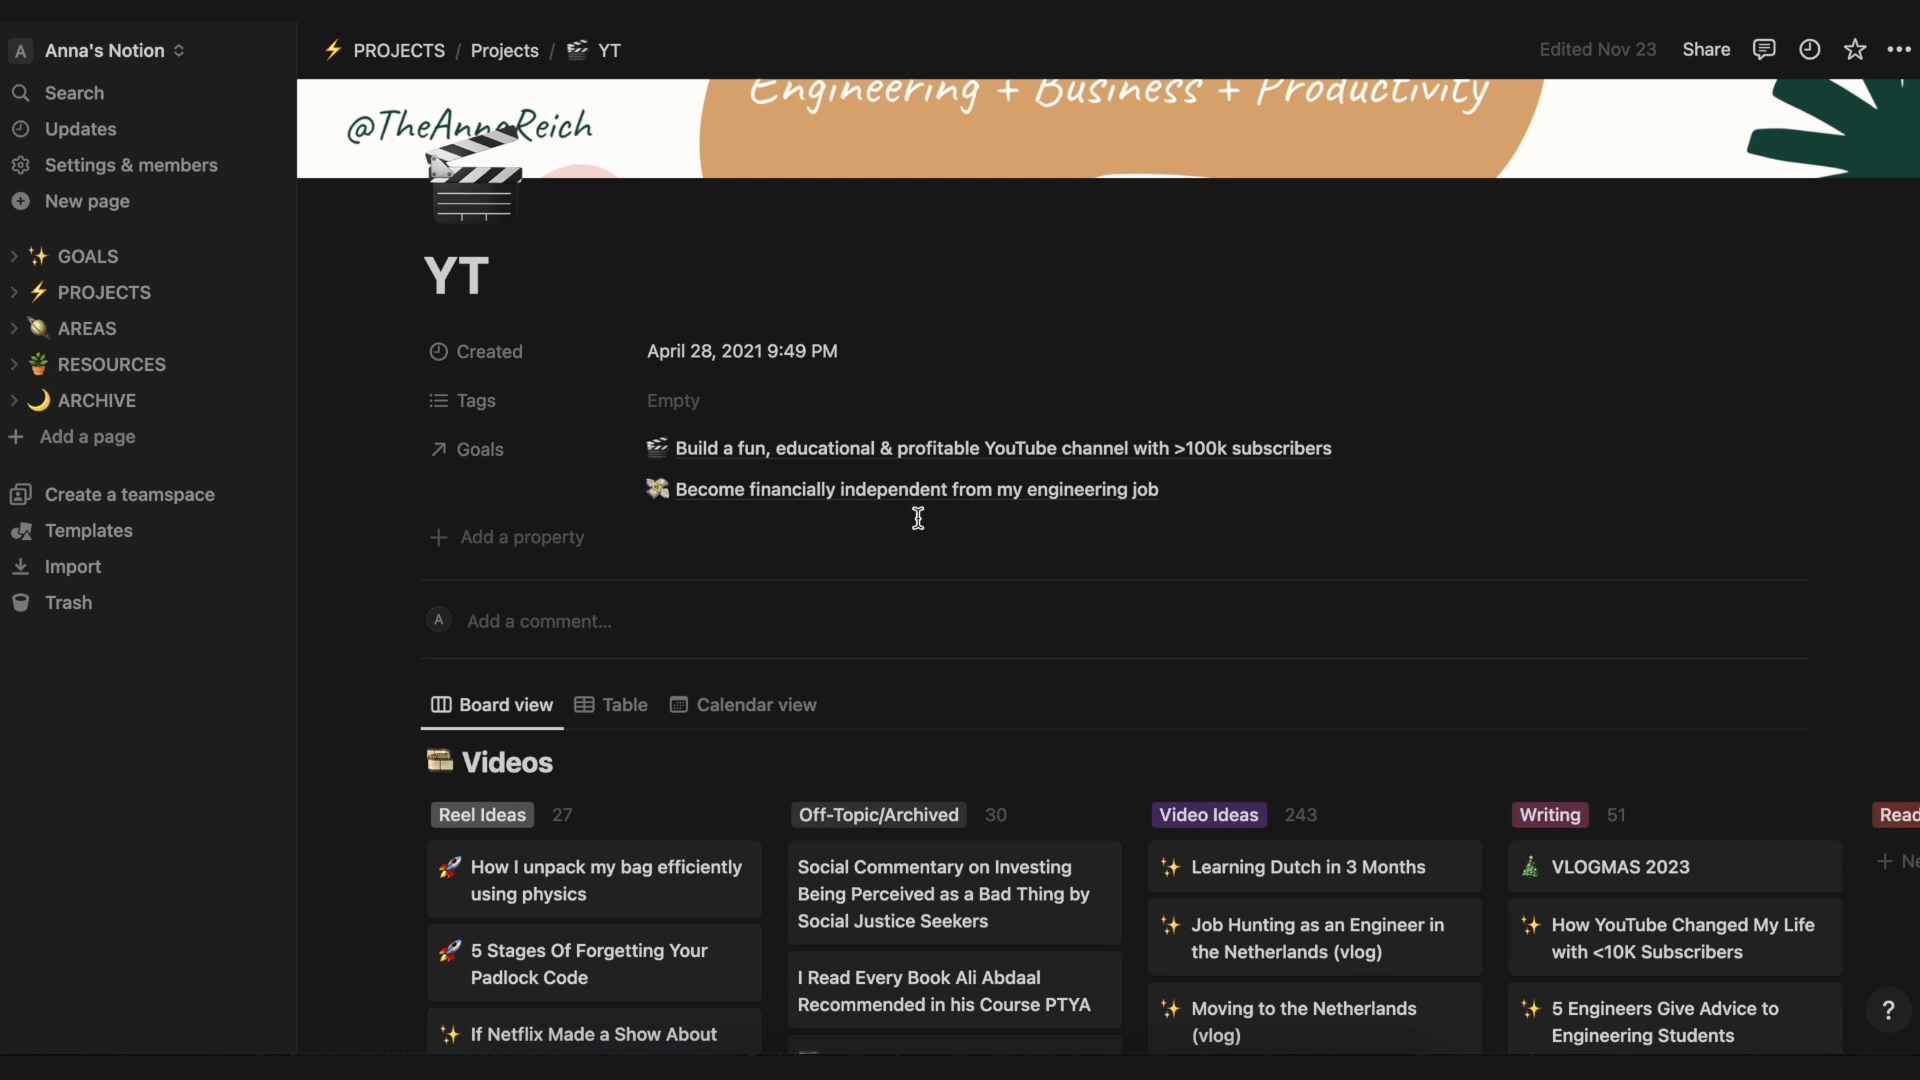 A Anna's Notion
PROJECTS / Projects / YT
Edited Nov 23 Share
Search
Updates
Settings & members
New page
GOALS
PROJECTS
AREAS
RESOURCES
ARCHIVE
Add a page
Create a teamspace
Templates
Import
Trash
@TheAnnaReich
Engineering + Business + Productivity
YT
Created April 28, 2021 9:49 PM
Tags Empty
Goals Build a fun, educational & profitable YouTube channel with >100k subscribers
Become financially independent from my engineering job
Add a property
A Add a comment...
Board view Table Calendar view
Videos
Reel Ideas 27
How I unpack my bag efficiently
using physics
5 Stages Of Forgetting Your
Padlock Code
If Netflix Made a Show About
Off-Topic/Archived 30
Social Commentary on Investing
Being Perceived as a Bad Thing by
Social Justice Seekers
I Read Every Book Ali Abdaal
Recommended in his Course PTYA
Video Ideas 243
Learning Dutch in 3 Months
Job Hunting as an Engineer in
the Netherlands (vlog)
Moving to the Netherlands
(vlog)
Writing 51
VLOGMAS 2023
How YouTube Changed My Life
with <10K Subscribers
5 Engineers Give Advice to
Engineering Students
Read
+ Ne
?